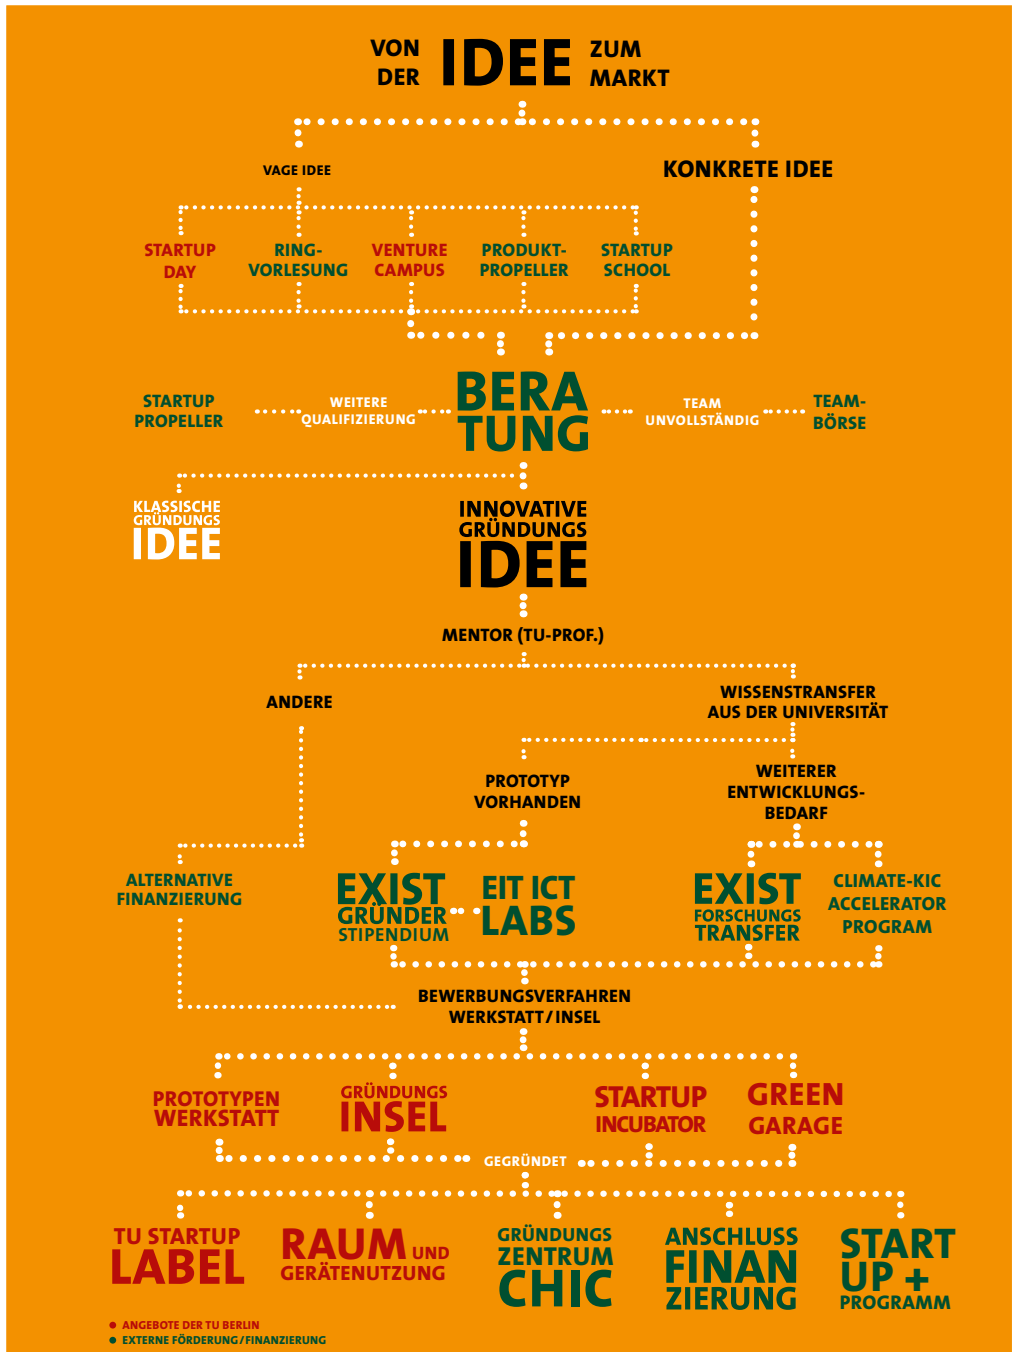 VON
DER
IDEE
ZUM
MARKT
VAGE IDEE
KONKRETE IDEE
STARTUP
DAY
RING-
VORLESUNG
VENTURE
CAMPUS
PRODUKT-
PROPELLER
STARTUP
SCHOOL
STARTUP
PROPELLER
WEITERE
QUALIFIZIERUNG
BERA
TUNG
TEAM
UNVOLLSTÄNDIG
TEAM-
BÖRSE
KLASSISCHE
GRÜNDUNGS
IDEE
INNOVATIVE
GRÜNDUNGS
IDEE
MENTOR (TU-PROF.)
ANDERE
WISSENSTRANSFER
AUS DER UNIVERSITÄT
PROTOTYP
VORHANDEN
WEITERER
ENTWICKLUNGS-
BEDARF
ALTERNATIVE
FINANZIERUNG
EXIST
GRÜNDER
STIPENDIUM
EIT ICT
LABS
EXIST
FORSCHUNGS
TRANSFER
CLIMATE-KIC
ACCELERATOR
PROGRAM
BEWERBUNGSVERFAHREN
WERKSTATT/INSEL
PROTOTYPEN
WERKSTATT
GRÜNDUNGS
INSEL
STARTUP
INCUBATOR
GREEN
GARAGE
GEGRÜNDET
TU STARTUP
LABEL
RAUM UND
GERÄTENUTZUNG
GRÜNDUNGS
ZENTRUM
CHIC
ANSCHLUSS
FINAN
ZIERUNG
START
UP +
PROGRAMM
● ANGEBOTE DER TU BERLIN
● EXTERNE FÖRDERUNG/FINANZIERUNG